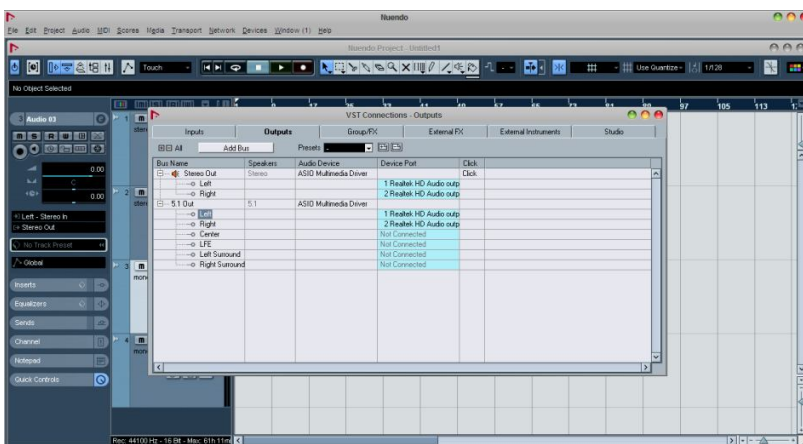 Nuendo
File Edit Project Audio MIDI Scores Media Transport Network Devices Window (1) Help
Nuendo Project - Untitled1
Touch
Use Quantize
1/128
No Object Selected
Audio 03
VST Connections - Outputs
97 105 113
Inputs Outputs Group/FX External FX External Instruments Studio
All Add Bus Presets
Bus Name Speakers Audio Device Device Port Click
Stereo Out Stereo ASIO Multimedia Driver Click
Left 1 Realtek HD Audio outp
Right 2 Realtek HD Audio outp
5.1 Out 5.1 ASIO Multimedia Driver
Left 1 Realtek HD Audio outp
Right 2 Realtek HD Audio outp
Center Not Connected
LFE Not Connected
Left Surround Not Connected
Right Surround Not Connected
m S R W
0.00
C
0.00
Left - Stereo In
Stereo Out
No Track Preset
Global
Inserts
Equalizers
Sends
Channel
Notepad
Quick Controls
1 m
2 m
3 m
4 m
Rec: 44100 Hz - 16 Bit - Max: 61h 11m